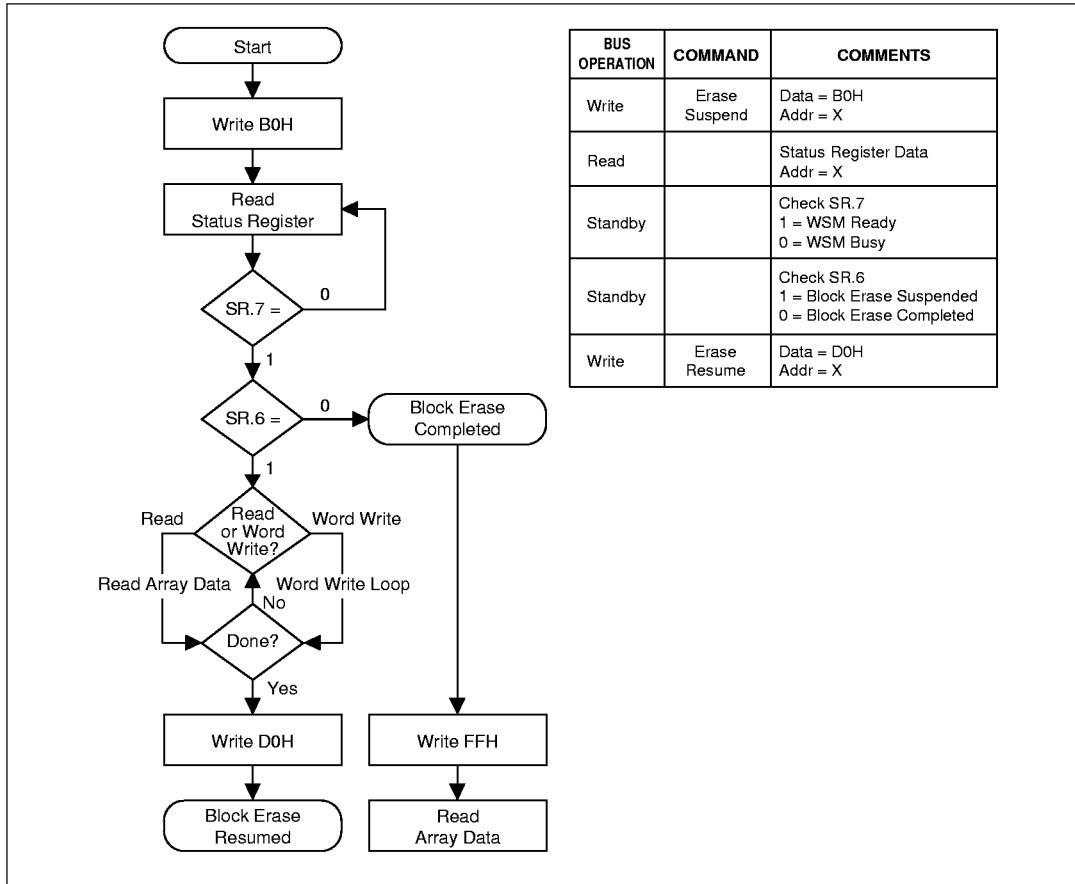 Start
Write B0H
Read
Status Register
SR.7 =
0
1
SR.6 =
0
Block Erase
Completed
1
Read
or Word
Write?
Read
Word Write
Read Array Data
Word Write Loop
No
Done?
Yes
Write D0H
Write FFH
Block Erase
Resumed
Read
Array Data
BUS
OPERATION
COMMAND
COMMENTS
Write
Erase
Suspend
Data = B0H
Addr = X
Read
Status Register Data
Addr = X
Standby
Check SR.7
1 = WSM Ready
0 = WSM Busy
Standby
Check SR.6
1 = Block Erase Suspended
0 = Block Erase Completed
Write
Erase
Resume
Data = D0H
Addr = X